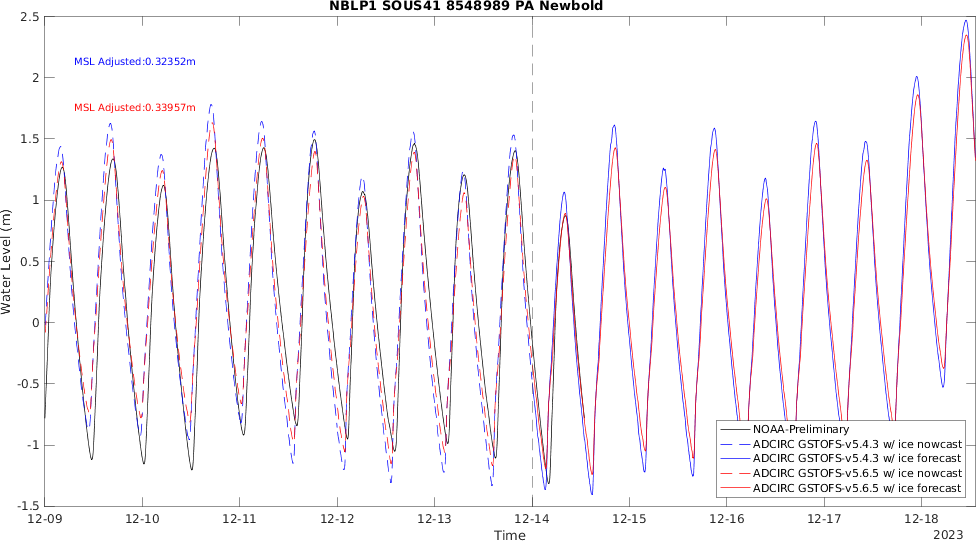 NBLP1 SOUS41 8548989 PA Newbold
2.5
2
1.5
1
0.5
0
-0.5
-1
-1.5
Water Level (m)
MSL Adjusted:0.32352m
MSL Adjusted:0.33957m
NOAA-Preliminary
ADCIRC GSTOFS-v5.4.3 w/ ice nowcast
ADCIRC GSTOFS-v5.4.3 w/ ice forecast
ADCIRC GSTOFS-v5.6.5 w/ ice nowcast
ADCIRC GSTOFS-v5.6.5 w/ ice forecast
12-09 12-10 12-11 12-12 12-13 12-14 12-15 12-16 12-17 12-18
Time
2023